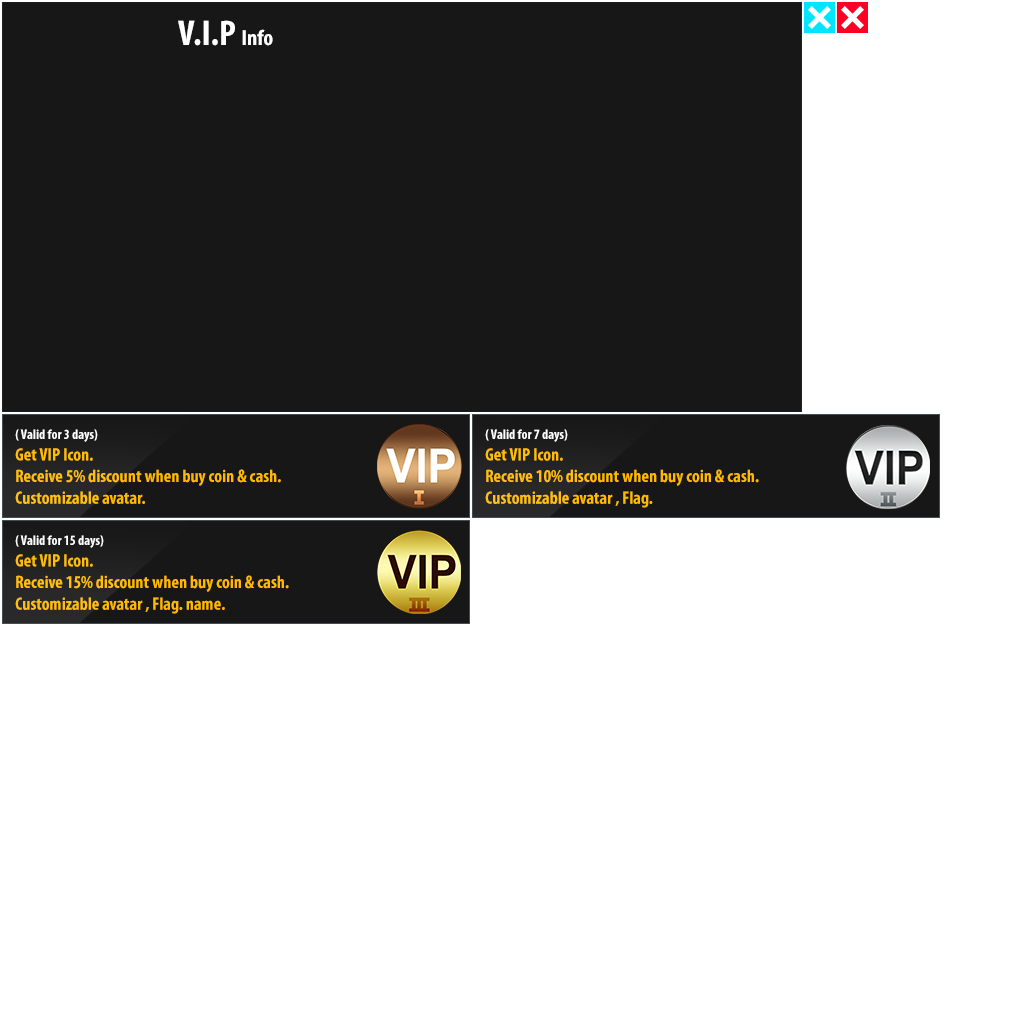 V.I.P Info
( Valid for 3 days)
Get VIP Icon.
Receive 5% discount when buy coin & cash.
Customizable avatar.
VIP
I
( Valid for 7 days)
Get VIP Icon.
Receive 10% discount when buy coin & cash.
Customizable avatar , Flag.
VIP
II
( Valid for 15 days)
Get VIP Icon.
Receive 15% discount when buy coin & cash.
Customizable avatar , Flag. name.
VIP
III